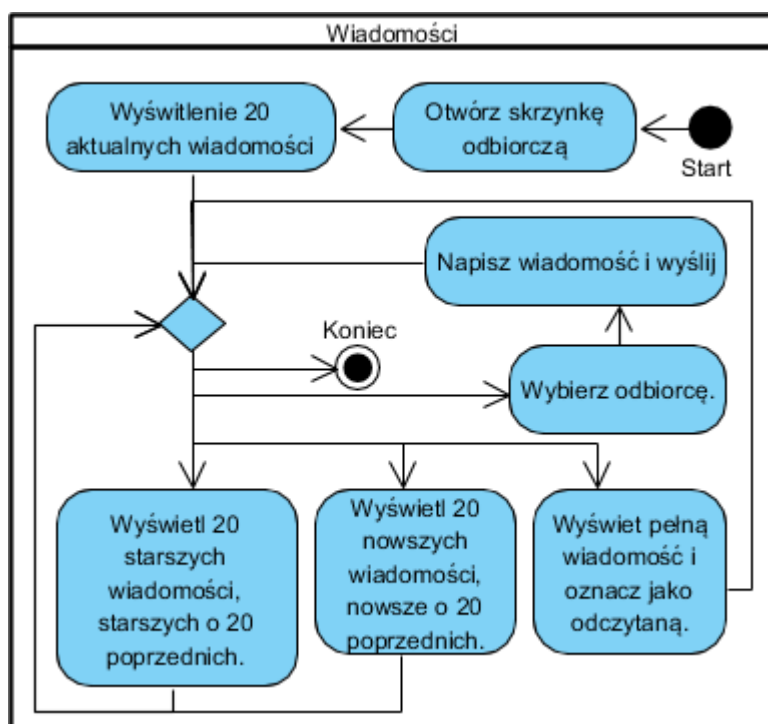 Wiadomości
Wyświtlenie 20
aktualnych wiadomości
Otwórz skrzynkę
odbiorczą
Start
Napisz wiadomość i wyślij
Koniec
Wybierz odbiorcę.
Wyświetl 20
starszych
wiadomości,
starszych o 20
poprzednich.
Wyświetl 20
nowszych
wiadomości,
nowsze o 20
poprzednich.
Wyświet pełną
wiadomość i
oznacz jako
odczytaną.